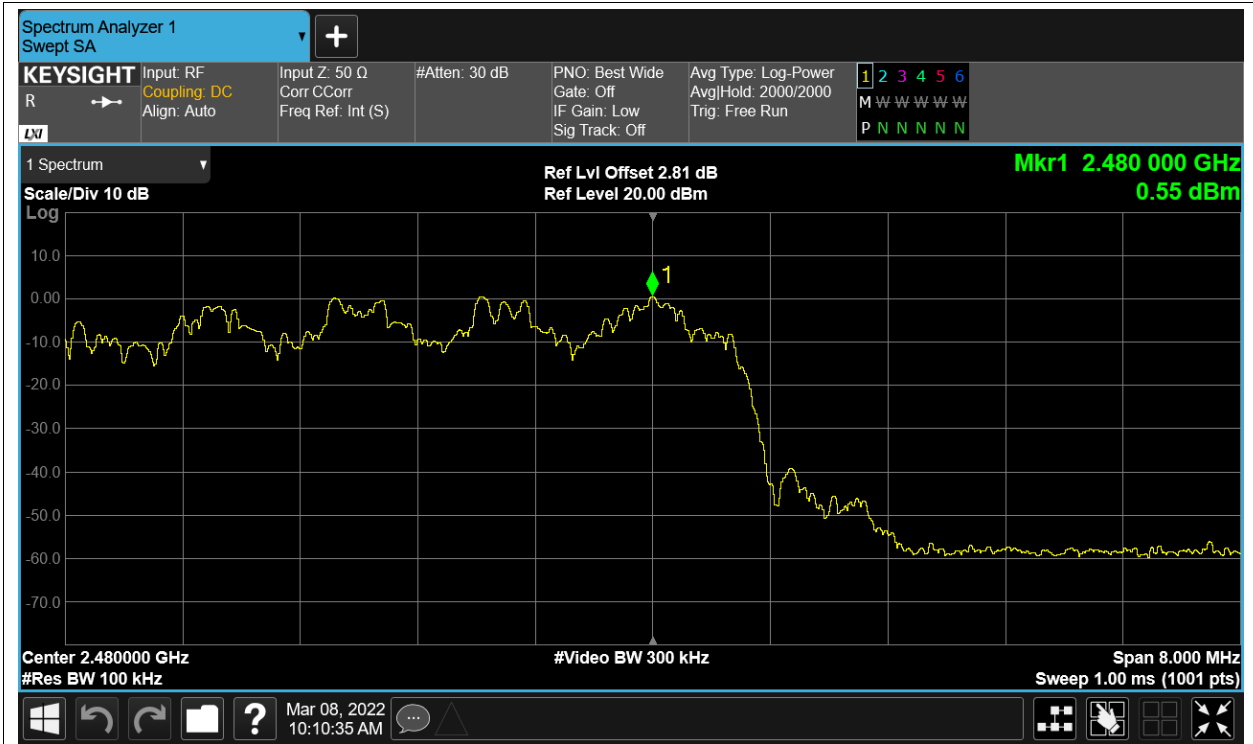 Spectrum Analyzer 1
Swept SA
+
KEYSIGHT
R
LXI
Input: RF
Coupling: DC
Align: Auto
Input Z: 50 Ω
Corr CCorr
Freq Ref: Int (S)
#Atten: 30 dB
PNO: Best Wide
Gate: Off
IF Gain: Low
Sig Track: Off
Avg Type: Log-Power
Avg|Hold: 2000/2000
Trig: Free Run
1 2 3 4 5 6
M W W W W W
P N N N N N
1 Spectrum
Scale/Div 10 dB
Log
Ref Lvl Offset 2.81 dB
Ref Level 20.00 dBm
Mkr1 2.480 000 GHz
0.55 dBm
1
10.0
0.00
-10.0
-20.0
-30.0
-40.0
-50.0
-60.0
-70.0
Center 2.480000 GHz
#Res BW 100 kHz
#Video BW 300 kHz
Span 8.000 MHz
Sweep 1.00 ms (1001 pts)
?
Mar 08, 2022
10:10:35 AM